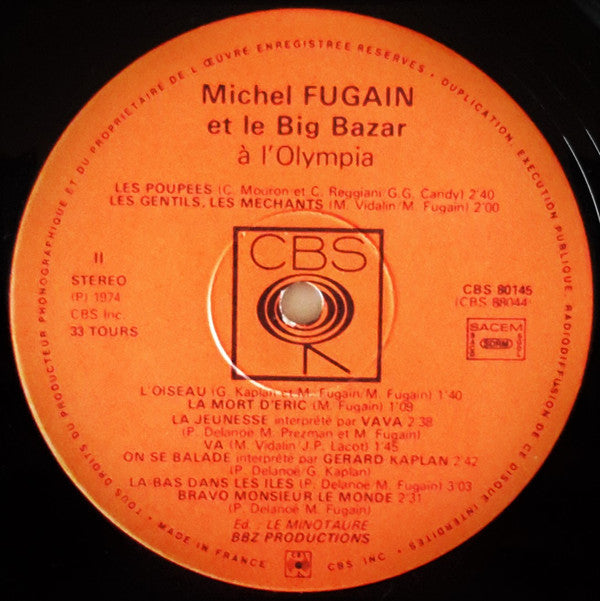 TOUS DROITS DU PRODUCTEUR PHONOGRAPHIQUE ET DU PROPRIETAIRE DE L'ŒUVRE ENREGISTREE RESERVES • DUPLICATION EXECUTION PUBLIQUE RADIODIFFUSION DE CE DISQUE INTERDITES •
Michel FUGAIN
et le Big Bazar
à l'Olympia
LES POUPEES (C. Mouron et C. Reggiani/G.G. Candy) 2'40
LES GENTILS, LES MECHANTS (M. Vidalin/M. Fugain) 2'00
CBS
II
STEREO
(P) 1974
CBS Inc.
33 TOURS
CBS 80145
(CBS 88044)
SACEM
SDRM
L'OISEAU (G. Kaplan et M. Fugain/M. Fugain) 1'40
LA MORT D'ERIC (M. Fugain) 1'09
LA JEUNESSE interprété par VAVA 2'38
(P. Delanoë/M. Prezman et M. Fugain)
VA (M. Vidalin/J.P. Lacot) 1'45
ON SE BALADE interprété par GERARD KAPLAN 2'42
(P. Delanoë/G. Kaplan)
LA BAS DANS LES ILES (P. Delanoë/M. Fugain) 3'03
BRAVO MONSIEUR LE MONDE 2'31
(P. Delanoë/M. Fugain)
Ed. : LE MINOTAURE
BBZ PRODUCTIONS
• MADE IN FRANCE
CBS
CBS INC. •